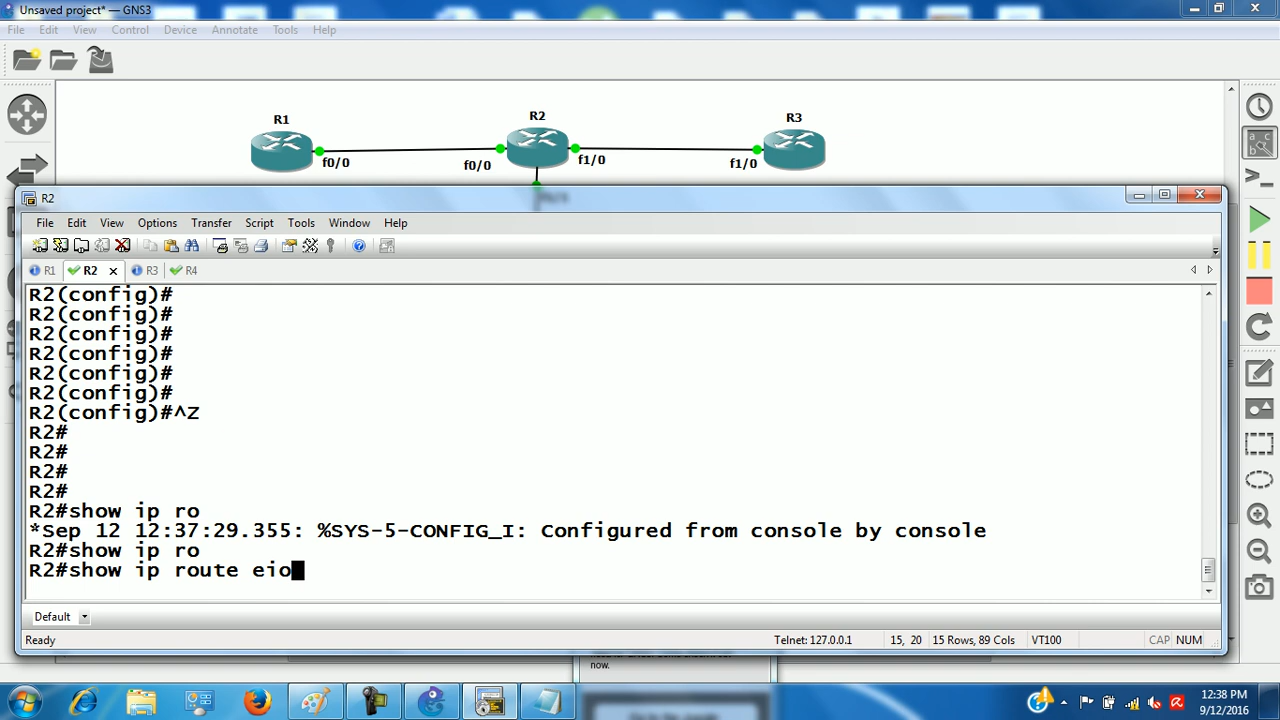 Unsaved project* — GNS3
File Edit View Control Device Annotate Tools Help
R1 R2 R3
f0/0 f0/0 f1/0 f1/0
R2
File Edit View Options Transfer Script Tools Window Help
R1 R2 R3 R4
R2(config)#
R2(config)#
R2(config)#
R2(config)#
R2(config)#
R2(config)#
R2(config)#^Z
R2#
R2#
R2#
R2#
R2#show ip ro
*Sep 12 12:37:29.355: %SYS-5-CONFIG_I: Configured from console by console
R2#show ip ro
R2#show ip route eio
Default
Ready Telnet: 127.0.0.1 15, 20 15 Rows, 89 Cols VT100 CAP NUM
now.
12:38 PM
9/12/2016